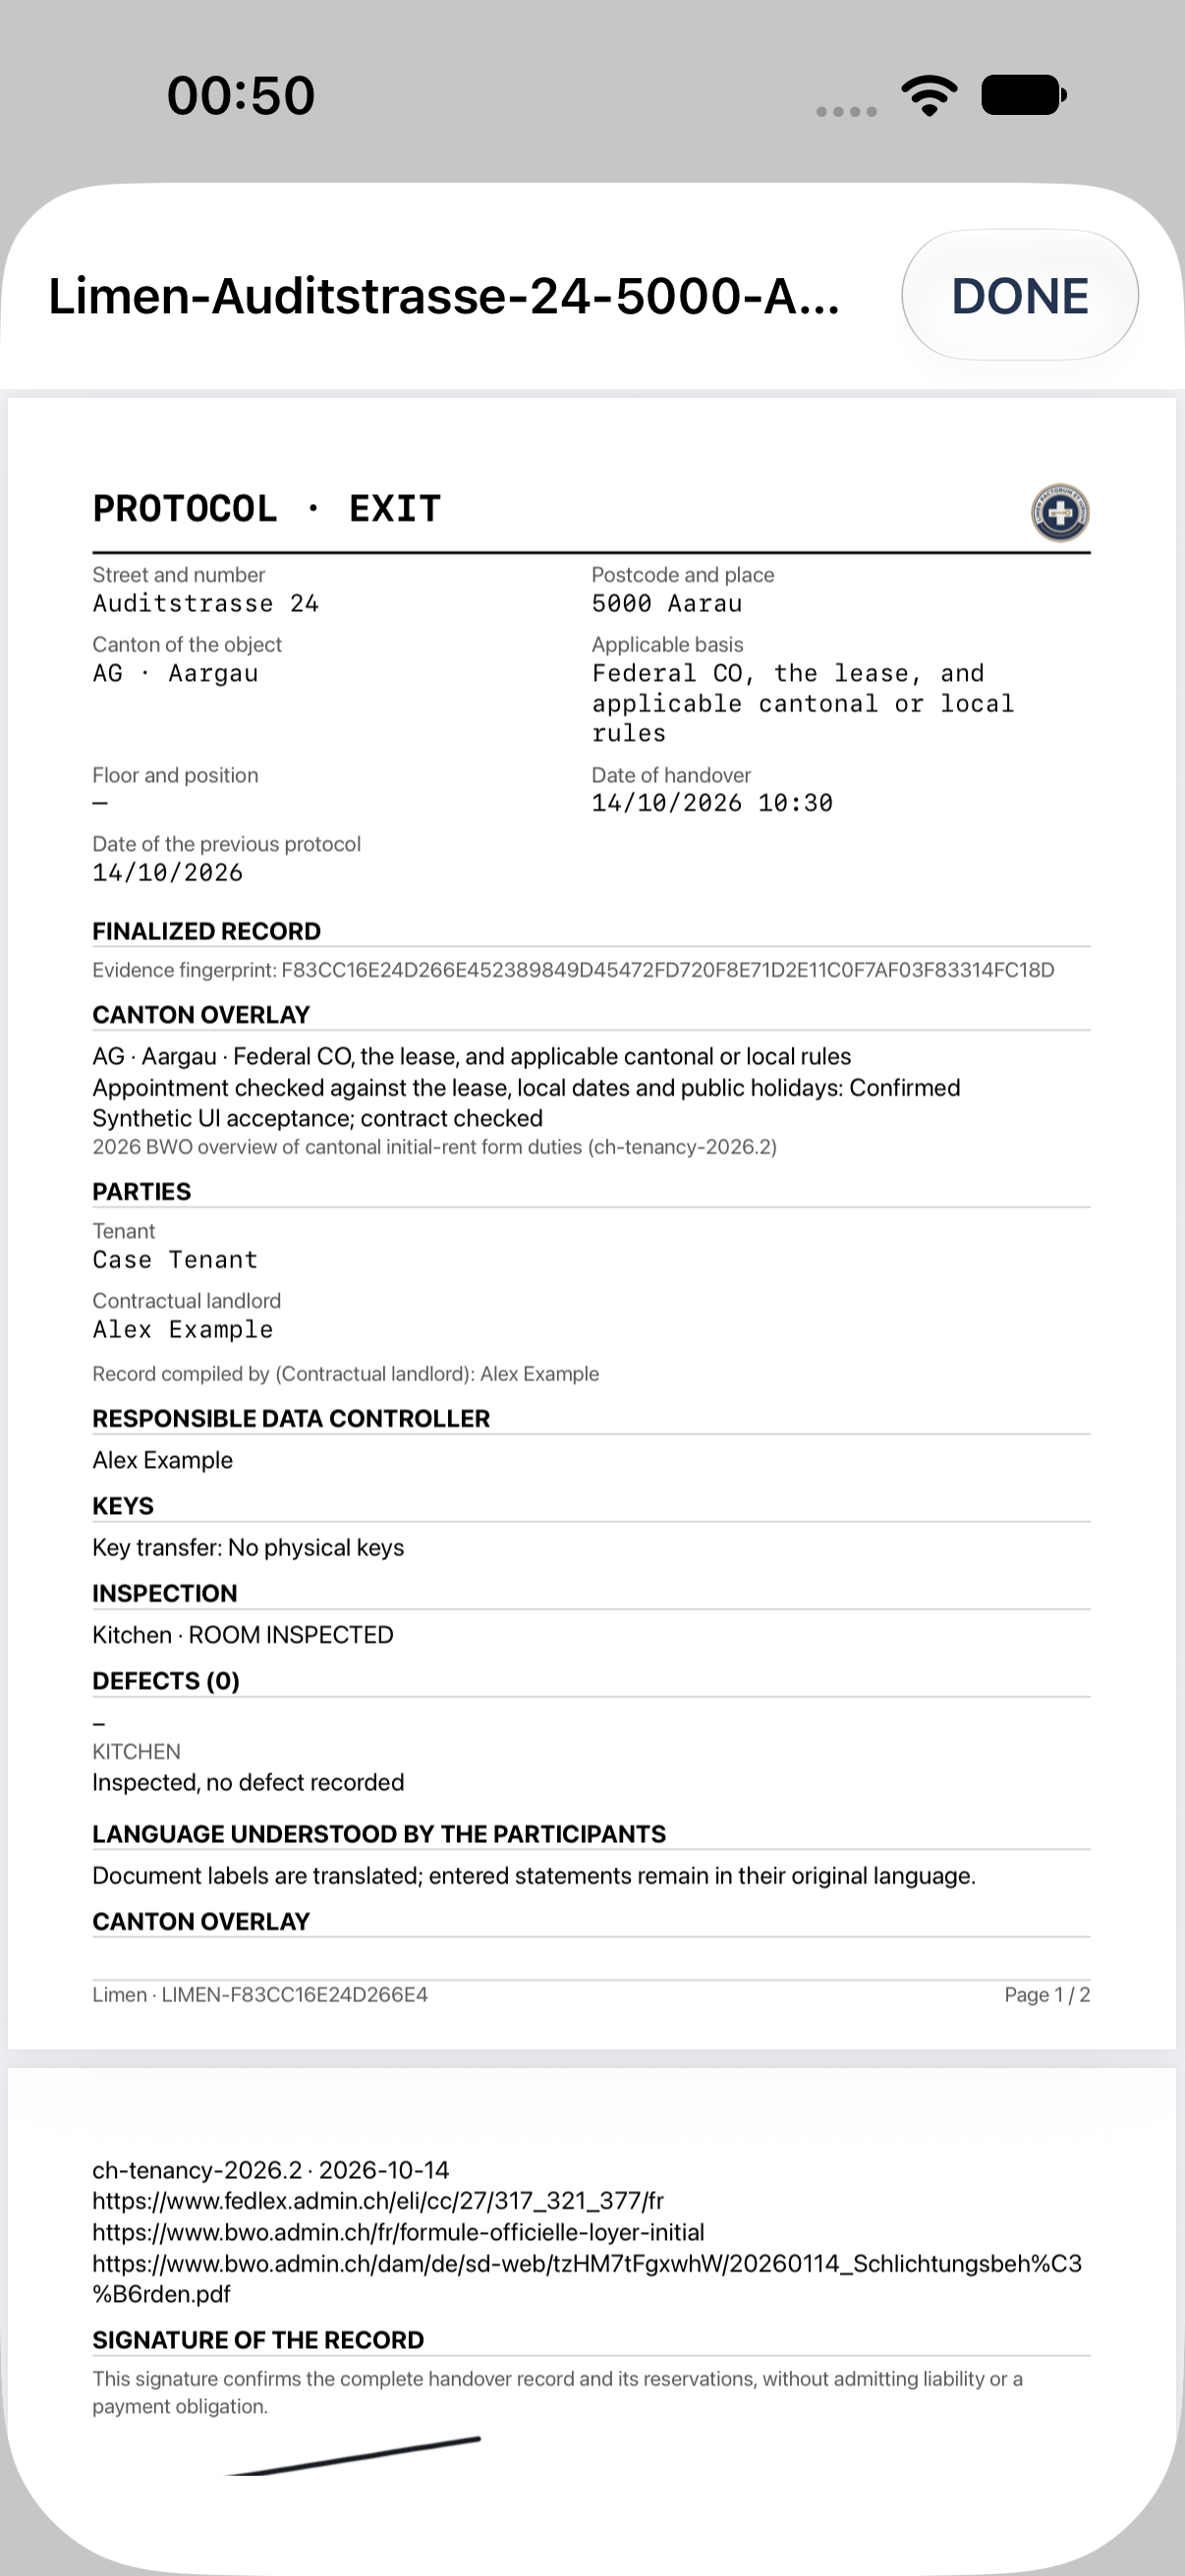 00:50
Limen-Auditstrasse-24-5000-A...
DONE
PROTOCOL · EXIT
Street and number
Postcode and place
Auditstrasse 24
5000 Aarau
Canton of the object
Applicable basis
AG · Aargau
Federal CO, the lease, and
applicable cantonal or local
rules
Floor and position
Date of handover
–
14/10/2026 10:30
Date of the previous protocol
14/10/2026
FINALIZED RECORD
Evidence fingerprint: F83CC16E24D266E452389849D45472FD720F8E71D2E11C0F7AF03F83314FC18D
CANTON OVERLAY
AG · Aargau · Federal CO, the lease, and applicable cantonal or local rules
Appointment checked against the lease, local dates and public holidays: Confirmed
Synthetic UI acceptance; contract checked
2026 BWO overview of cantonal initial-rent form duties (ch-tenancy-2026.2)
PARTIES
Tenant
Case Tenant
Contractual landlord
Alex Example
Record compiled by (Contractual landlord): Alex Example
RESPONSIBLE DATA CONTROLLER
Alex Example
KEYS
Key transfer: No physical keys
INSPECTION
Kitchen · ROOM INSPECTED
DEFECTS (0)
–
KITCHEN
Inspected, no defect recorded
LANGUAGE UNDERSTOOD BY THE PARTICIPANTS
Document labels are translated; entered statements remain in their original language.
CANTON OVERLAY
Limen · LIMEN-F83CC16E24D266E4
Page 1 / 2
ch-tenancy-2026.2 · 2026-10-14
https://www.fedlex.admin.ch/eli/cc/27/317_321_377/fr
https://www.bwo.admin.ch/fr/formule-officielle-loyer-initial
https://www.bwo.admin.ch/dam/de/sd-web/tzHM7tFgxwhW/20260114_Schlichtungsbeh%C3
%B6rden.pdf
SIGNATURE OF THE RECORD
This signature confirms the complete handover record and its reservations, without admitting liability or a
payment obligation.